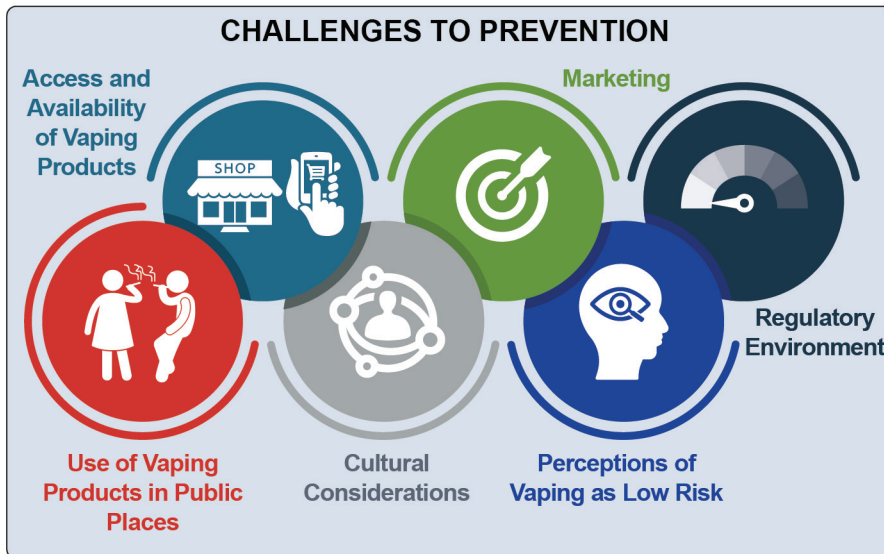 CHALLENGES TO PREVENTION
Access and
Availability
of Vaping
Products
SHOP
Marketing
Regulatory
Environment
Use of Vaping
Products in Public
Places
Cultural
Considerations
Perceptions of
Vaping as Low Risk